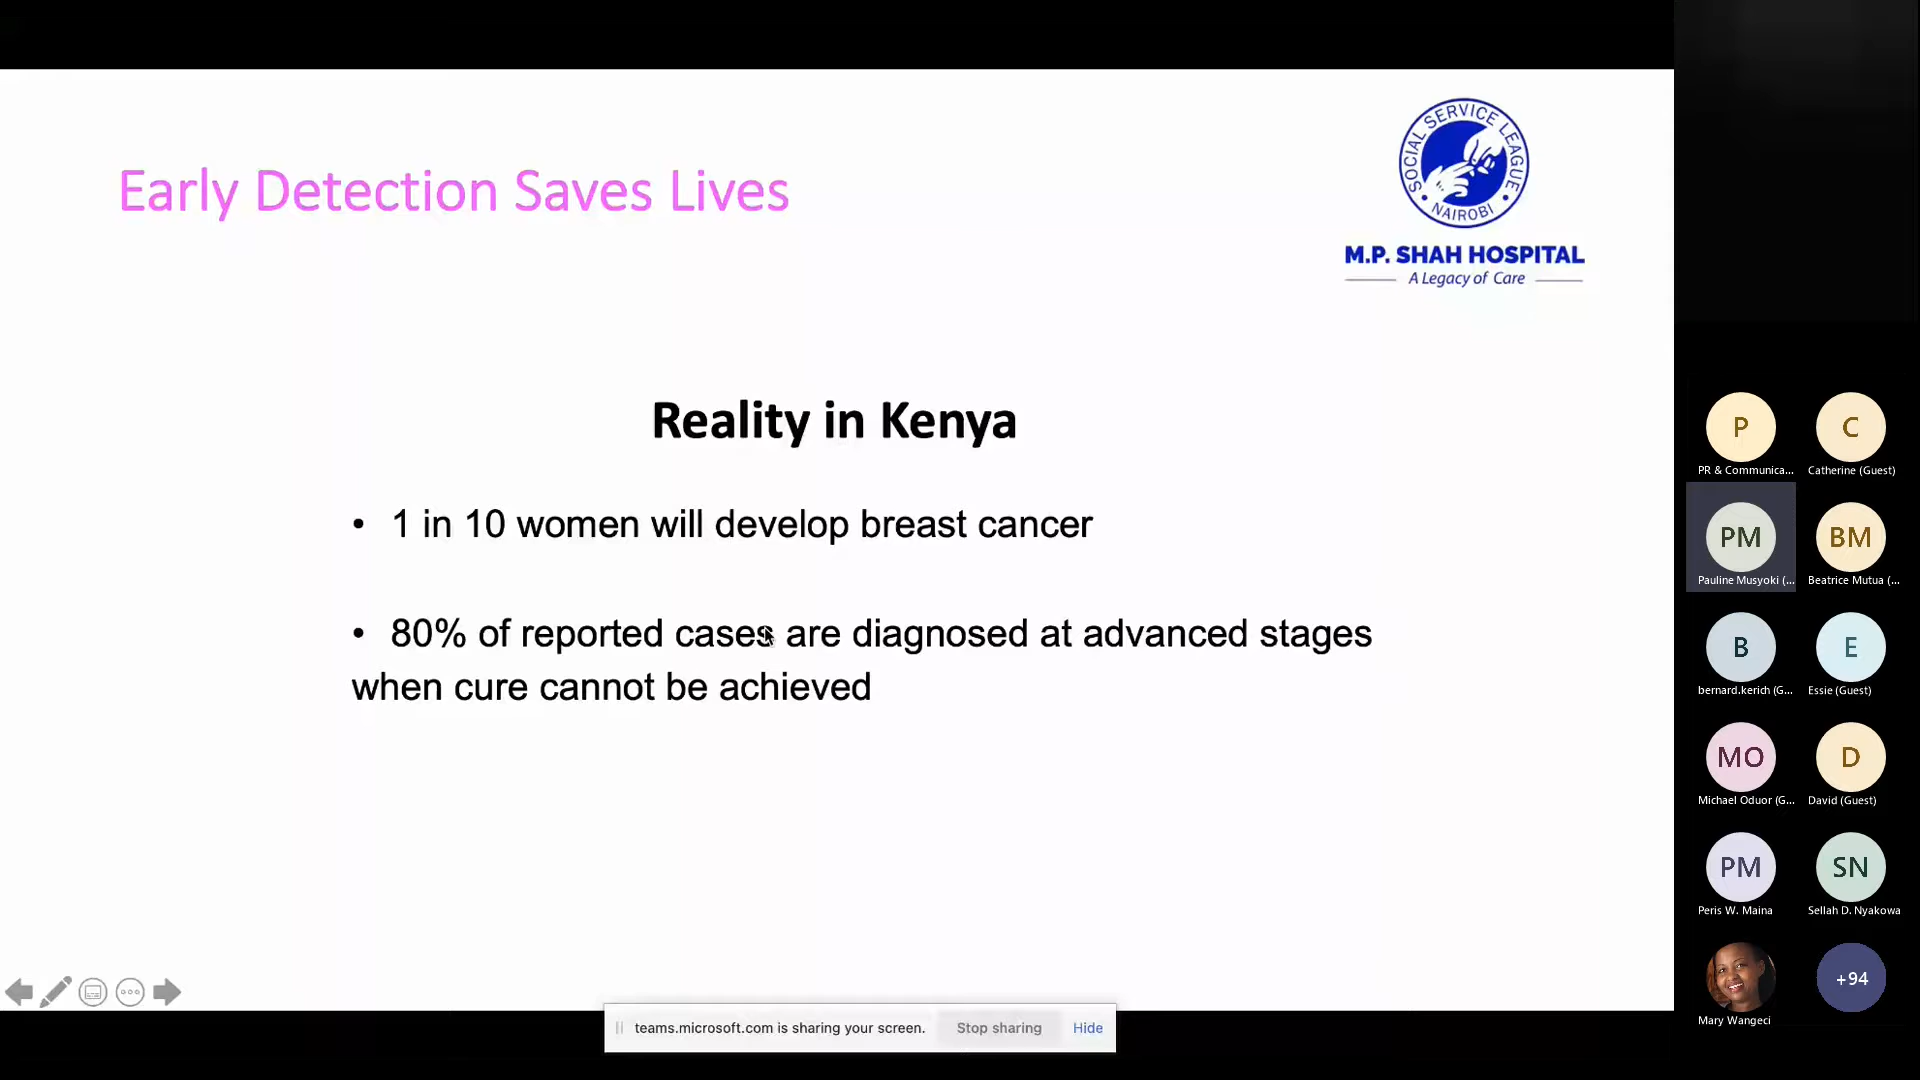 Early Detection Saves Lives
SOCIAL SERVICE LEAGUE
• NAIROBI •
M.P. SHAH HOSPITAL
A Legacy of Care
Reality in Kenya
• 1 in 10 women will develop breast cancer
• 80% of reported cases are diagnosed at advanced stages
when cure cannot be achieved
P
PR & Communica...
C
Catherine (Guest)
PM
Pauline Musyoki (...
BM
Beatrice Mutua (...
B
bernard.kerich (G...
E
Essie (Guest)
MO
Michael Oduor (G...
D
David (Guest)
PM
Peris W. Maina
SN
Sellah D. Nyakowa
Mary Wangeci
+94
teams.microsoft.com is sharing your screen.
Stop sharing
Hide